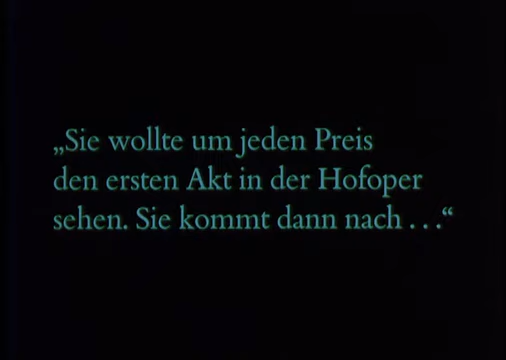 „Sie wollte um jeden Preis
den ersten Akt in der Hofoper
sehen. Sie kommt dann nach . . .“